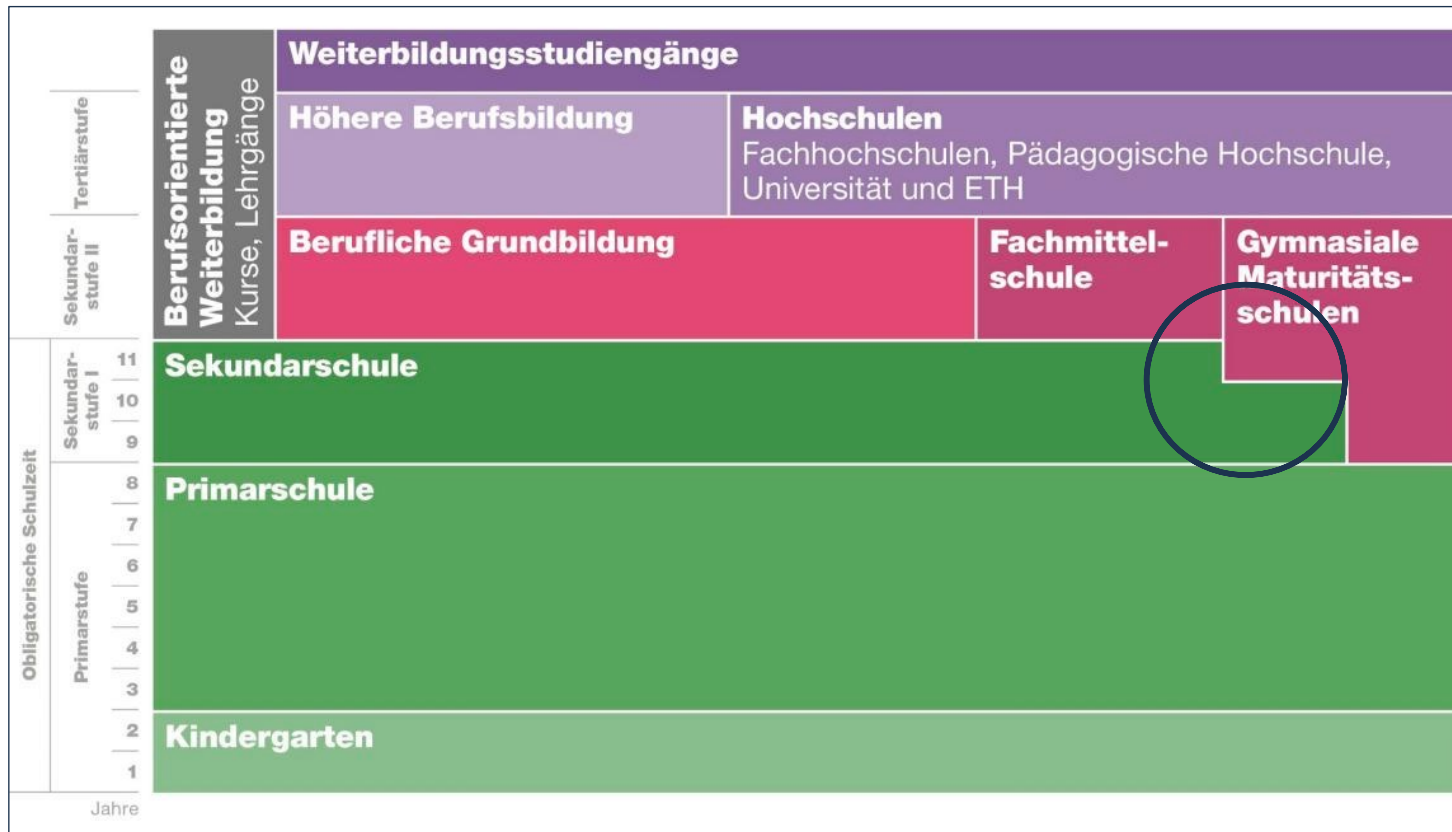 Weiterbildungsstudiengänge
Berufsorientierte
Weiterbildung
Kurse, Lehrgänge
Tertiärstufe
Höhere Berufsbildung
Hochschulen
Fachhochschulen, Pädagogische Hochschule,
Universität und ETH
Sekundar-
stufe II
Berufliche Grundbildung
Fachmittel-
schule
Gymnasiale
Maturitäts-
schulen
Obligatorische Schulzeit
Sekundar-
stufe I
11
10
9
Sekundarschule
Primarstufe
8
7
6
5
4
3
2
1
Primarschule
Kindergarten
Jahre